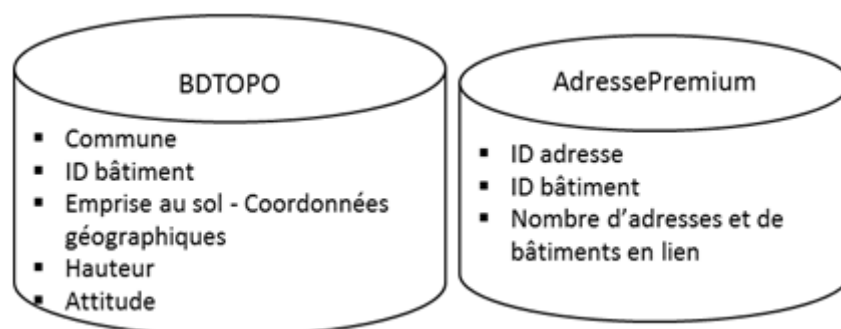 BDTOPO
▪ Commune
▪ ID bâtiment
▪ Emprise au sol - Coordonnées
géographiques
▪ Hauteur
▪ Attitude
AdressePremium
▪ ID adresse
▪ ID bâtiment
▪ Nombre d'adresses et de
bâtiments en lien